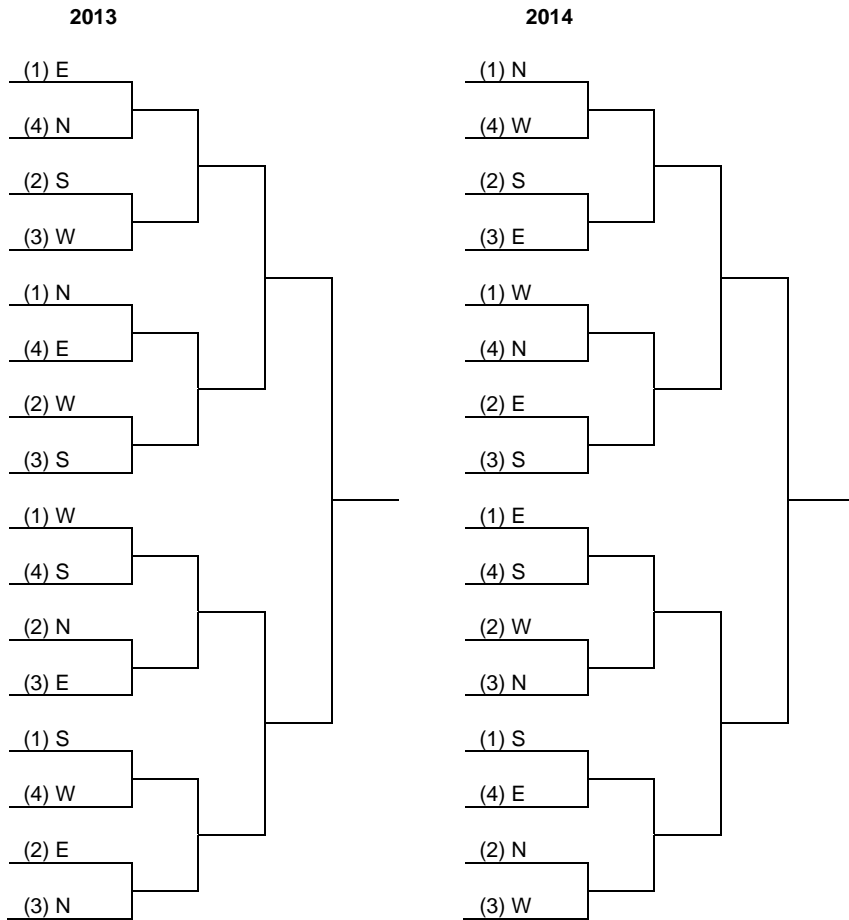 2013
(1) E
(4) N
(2) S
(3) W
(1) N
(4) E
(2) W
(3) S
(1) W
(4) S
(2) N
(3) E
(1) S
(4) W
(2) E
(3) N
2014
(1) N
(4) W
(2) S
(3) E
(1) W
(4) N
(2) E
(3) S
(1) E
(4) S
(2) W
(3) N
(1) S
(4) E
(2) N
(3) W